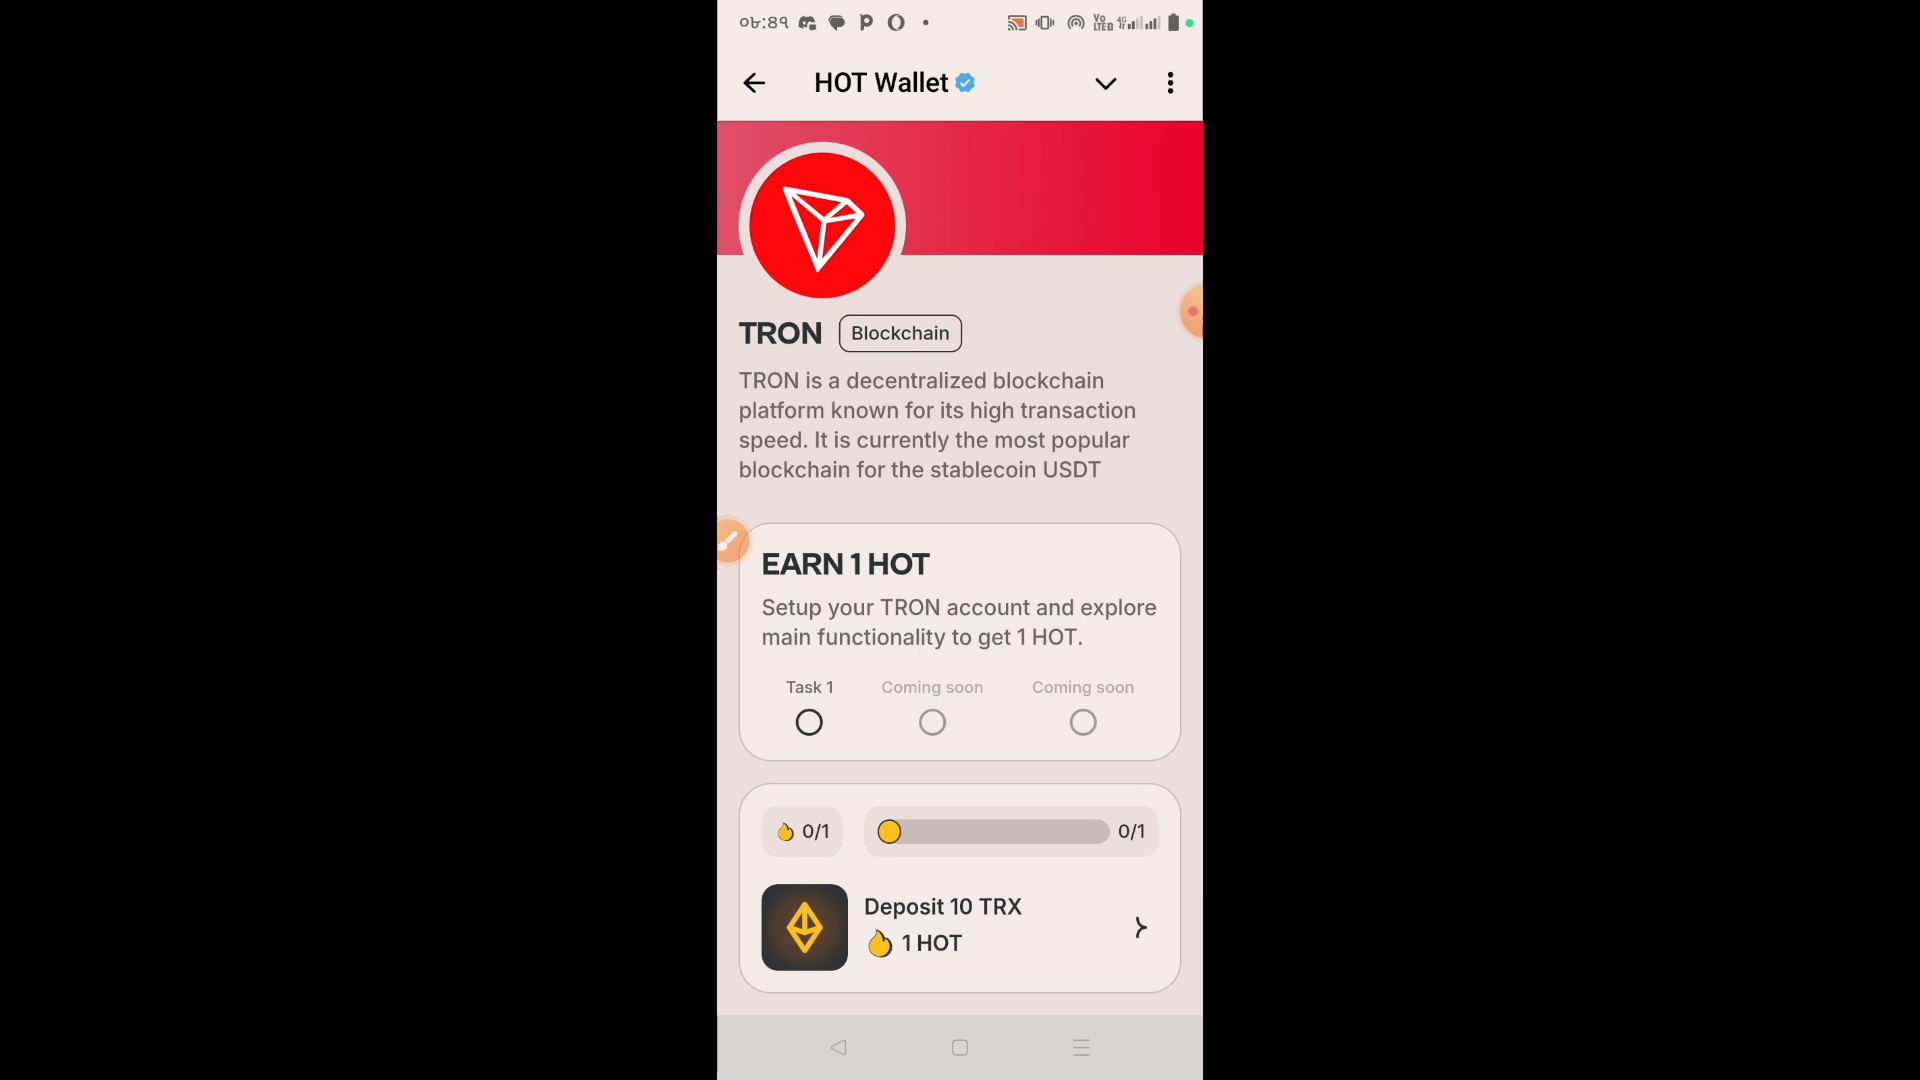 ০৮:৪৭
HOT Wallet
TRON Blockchain
TRON is a decentralized blockchain
platform known for its high transaction
speed. It is currently the most popular
blockchain for the stablecoin USDT
EARN 1 HOT
Setup your TRON account and explore
main functionality to get 1 HOT.
Task 1 Coming soon Coming soon
0/1 0/1
Deposit 10 TRX
1 HOT